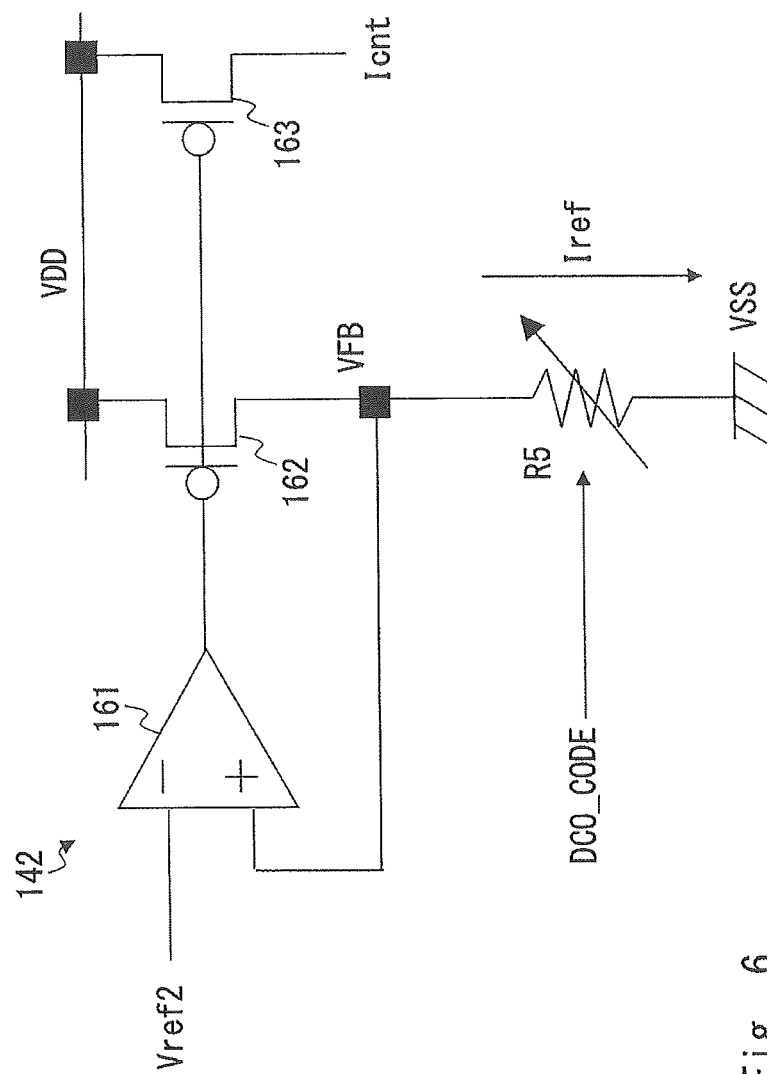 142
161
VDD
Vref2
−
+
162
163
Icnt
VFB
R5
Iref
DCO_CODE
VSS
Fig. 6